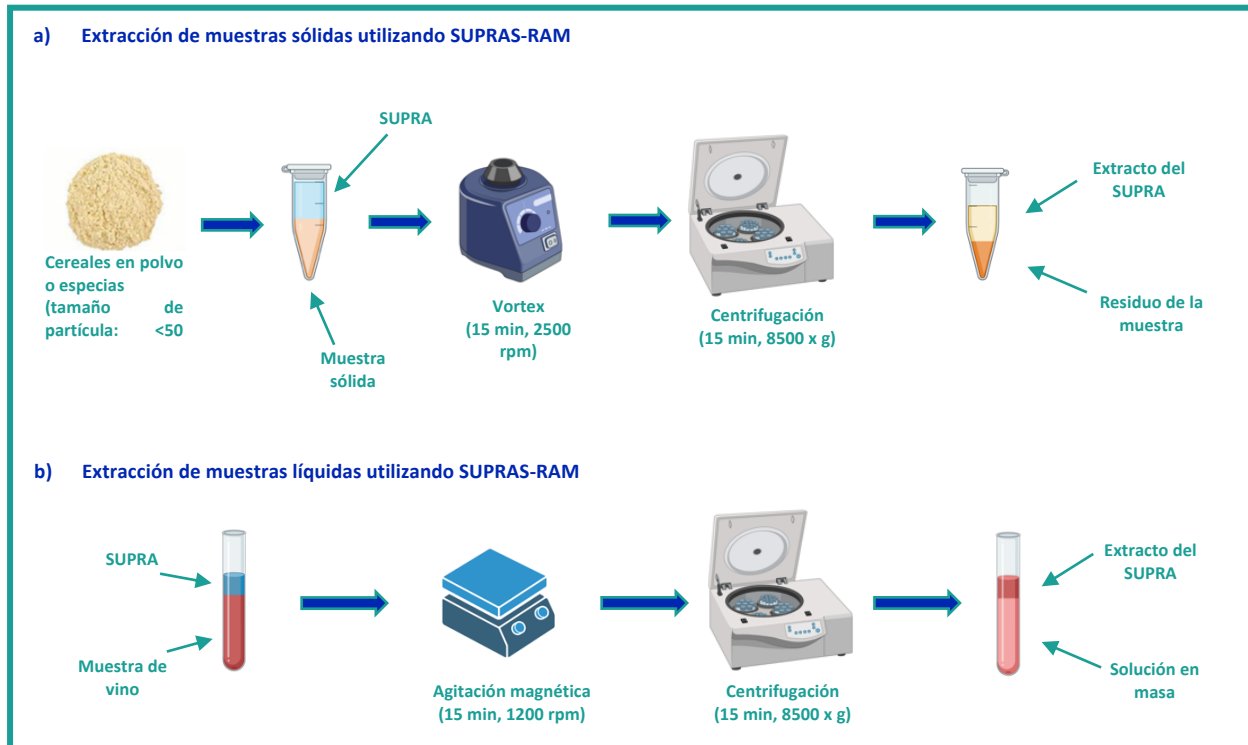 a) Extracción de muestras sólidas utilizando SUPRAS-RAM
SUPRA
Cereales en polvo
o especias
(tamaño de
partícula: <50
Muestra
sólida
Vortex
(15 min, 2500
rpm)
Centrifugación
(15 min, 8500 x g)
Extracto del
SUPRA
Residuo de la
muestra
b) Extracción de muestras líquidas utilizando SUPRAS-RAM
SUPRA
Muestra de
vino
Agitación magnética
(15 min, 1200 rpm)
Centrifugación
(15 min, 8500 x g)
Extracto del
SUPRA
Solución en
masa